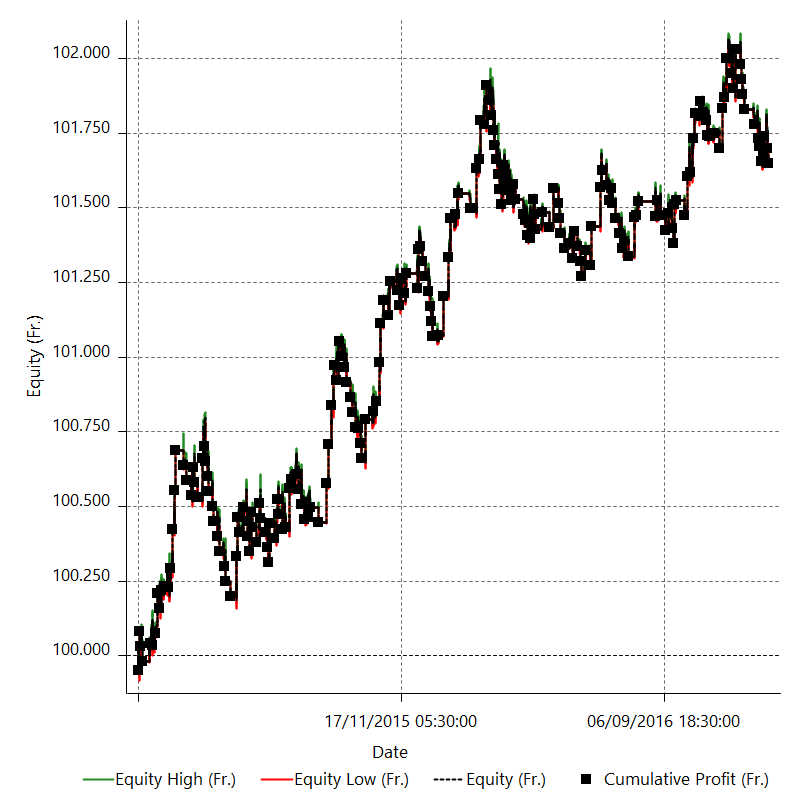 102.000
101.750
101.500
101.250
101.000
100.750
100.500
100.250
100.000
Equity (Fr.)
17/11/2015 05:30:00 06/09/2016 18:30:00
Date
Equity High (Fr.) Equity Low (Fr.) Equity (Fr.) Cumulative Profit (Fr.)